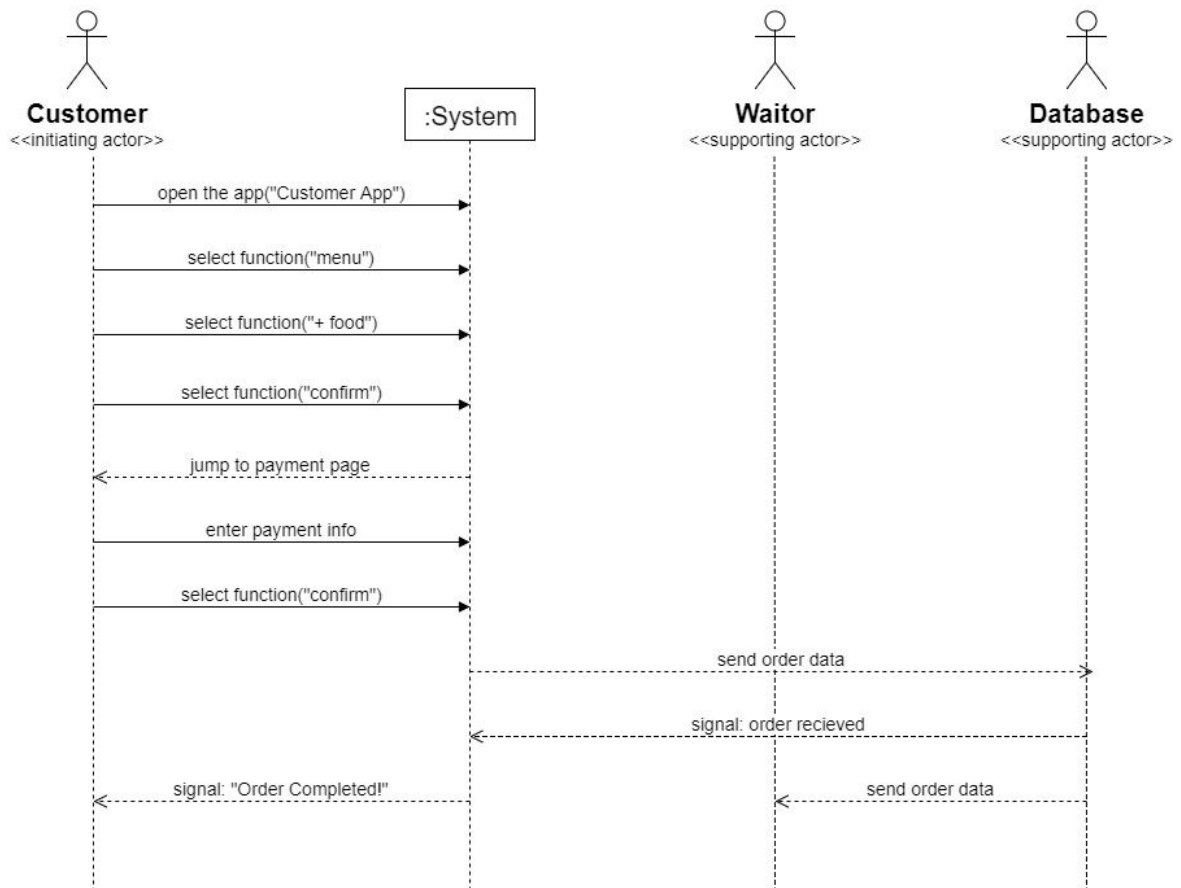 Customer
<<initiating actor>>
:System
Waitor
<<supporting actor>>
Database
<<supporting actor>>
open the app("Customer App")
select function("menu")
select function("+ food")
select function("confirm")
jump to payment page
enter payment info
select function("confirm")
send order data
signal: order recieved
signal: "Order Completed!"
send order data